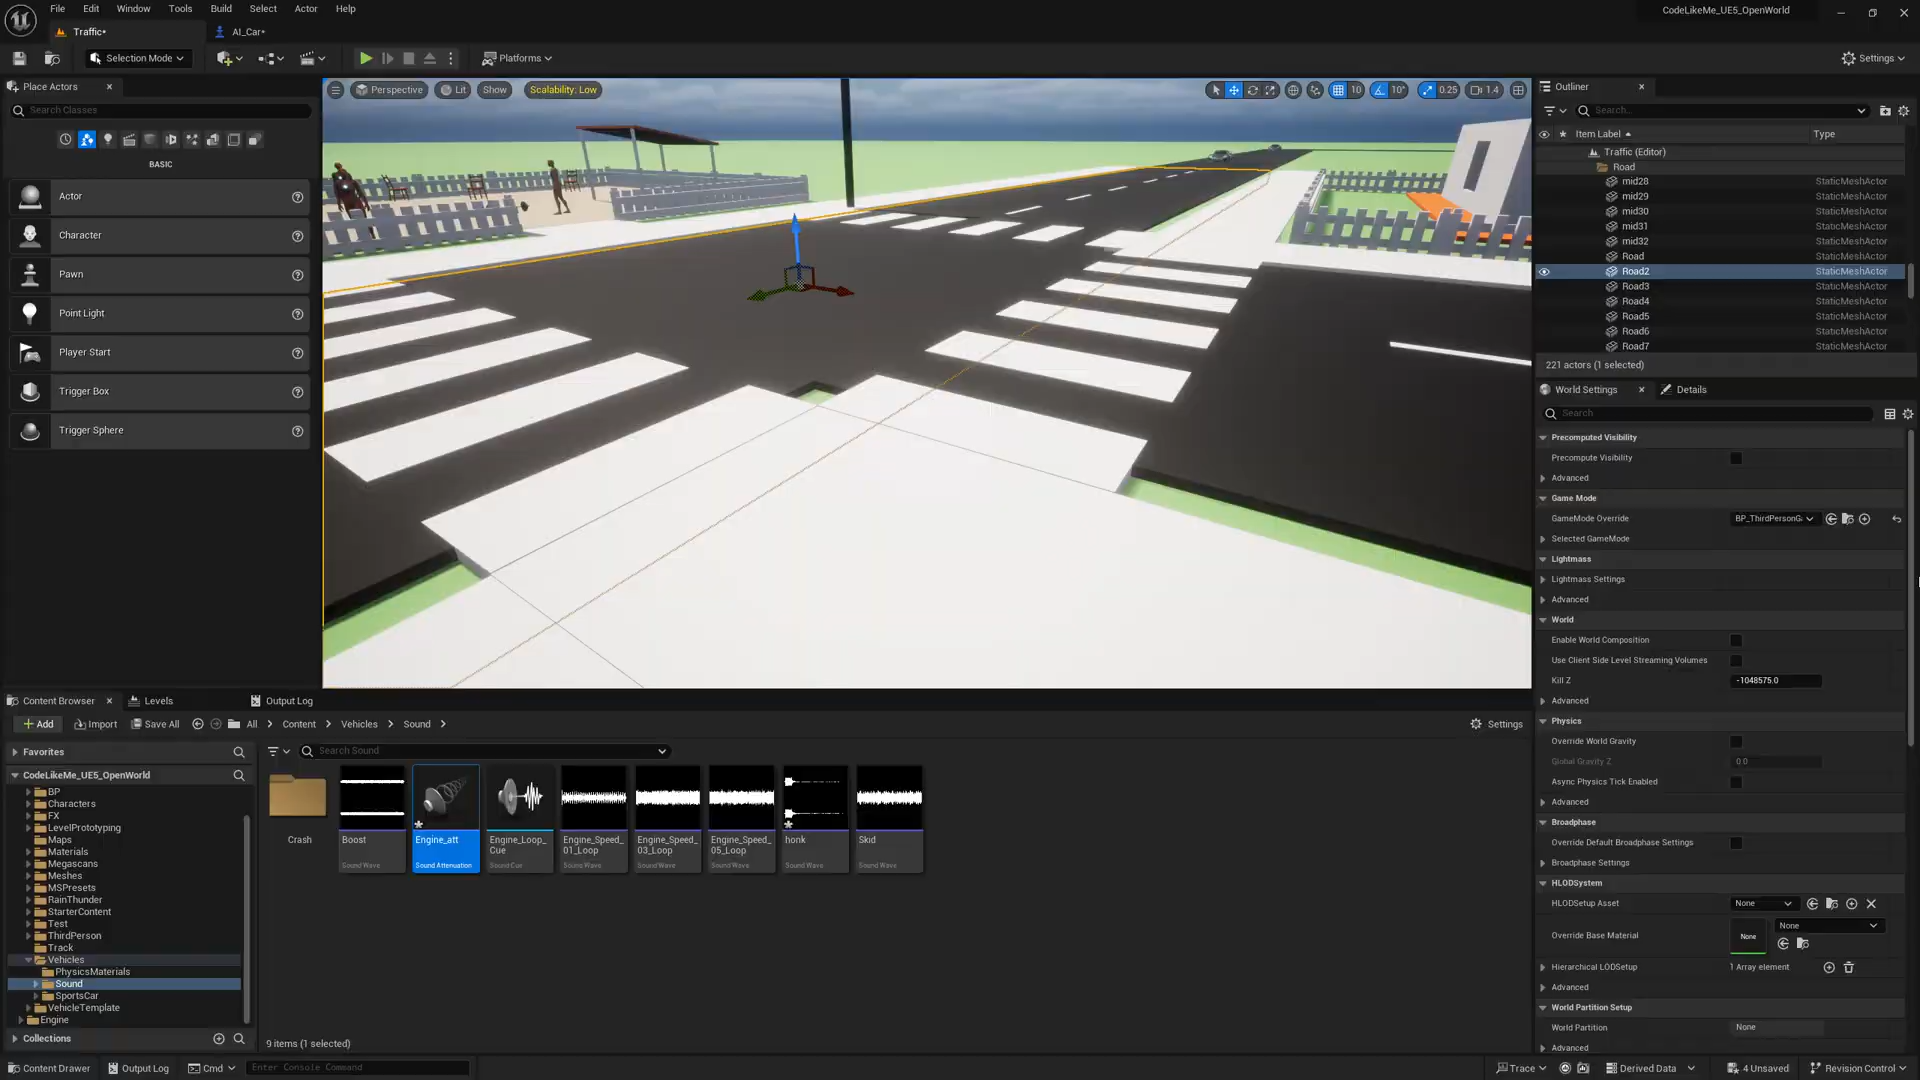 File Edit Window Tools Build Select Actor Help
CodeLikeMe_UE5_OpenWorld
Traffic•
AI_Car•
Selection Mode
Platforms
Settings
Place Actors
Search Classes
BASIC
Actor
Character
Pawn
Point Light
Player Start
Trigger Box
Trigger Sphere
Perspective Lit Show Scalability: Low
10 10° 0.25 1.4
Outliner
Search...
Item Label Type
Traffic (Editor)
Road
mid28 StaticMeshActor
mid29 StaticMeshActor
mid30 StaticMeshActor
mid31 StaticMeshActor
mid32 StaticMeshActor
Road StaticMeshActor
Road2 StaticMeshActor
Road3 StaticMeshActor
Road4 StaticMeshActor
Road5 StaticMeshActor
Road6 StaticMeshActor
Road7 StaticMeshActor
221 actors (1 selected)
World Settings Details
Search
Precomputed Visibility
Precompute Visibility
Advanced
Game Mode
GameMode Override BP_ThirdPersonG
Selected GameMode
Lightmass
Lightmass Settings
Advanced
World
Enable World Composition
Use Client Side Level Streaming Volumes
Kill Z -1048575.0
Advanced
Physics
Override World Gravity
Global Gravity Z 0.0
Async Physics Tick Enabled
Advanced
Broadphase
Override Default Broadphase Settings
Broadphase Settings
HLODSystem
HLODSetup Asset None
Override Base Material None None
Hierarchical LODSetup 1 Array element
Advanced
World Partition Setup
World Partition None
Advanced
Content Browser Levels Output Log
Add Import Save All All Content Vehicles Sound
Settings
Favorites
Search Sound
CodeLikeMe_UE5_OpenWorld
BP
Characters
FX
LevelPrototyping
Maps
Materials
Megascans
Meshes
MSPresets
RainThunder
StarterContent
Test
ThirdPerson
Track
Vehicles
PhysicsMaterials
Sound
SportsCar
VehicleTemplate
Engine
Collections
Crash
Boost
Sound Wave
Engine_att
Sound Attenuation
Engine_Loop_
Cue
Sound Cue
Engine_Speed_
01_Loop
Sound Wave
Engine_Speed_
03_Loop
Sound Wave
Engine_Speed_
05_Loop
Sound Wave
honk
Sound Wave
Skid
Sound Wave
9 items (1 selected)
Content Drawer Output Log Cmd Enter Console Command
Trace Derived Data 4 Unsaved Revision Control